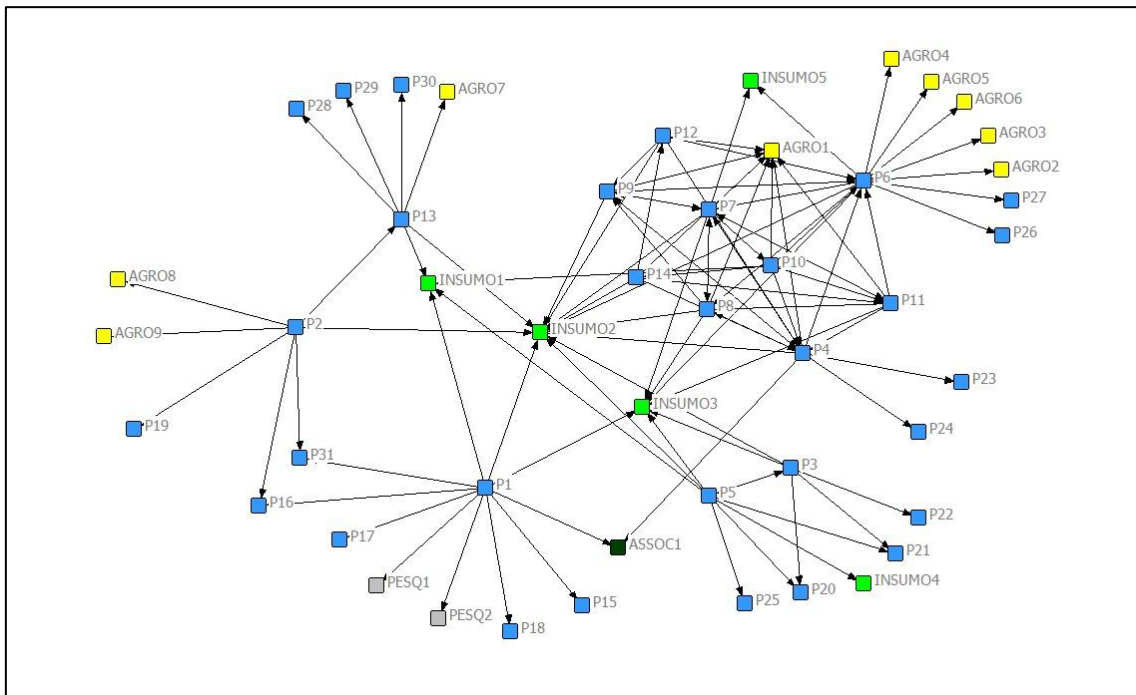 AGRO4
AGRO5
INSUMO5
P30
P29
AGRO7
AGRO6
P28
AGRO3
P12
AGRO1
AGRO2
P6
P9
P27
P7
P13
P26
P10
AGRO8
P14
INSUMO1
P11
P8
P2
INSUMO2
AGRO9
P4
P23
INSUMO3
P19
P24
P31
P3
P1
P5
P16
P22
P17
ASSOC1
P21
PESQ1
INSUMO4
P20
P25
P15
PESQ2
P18